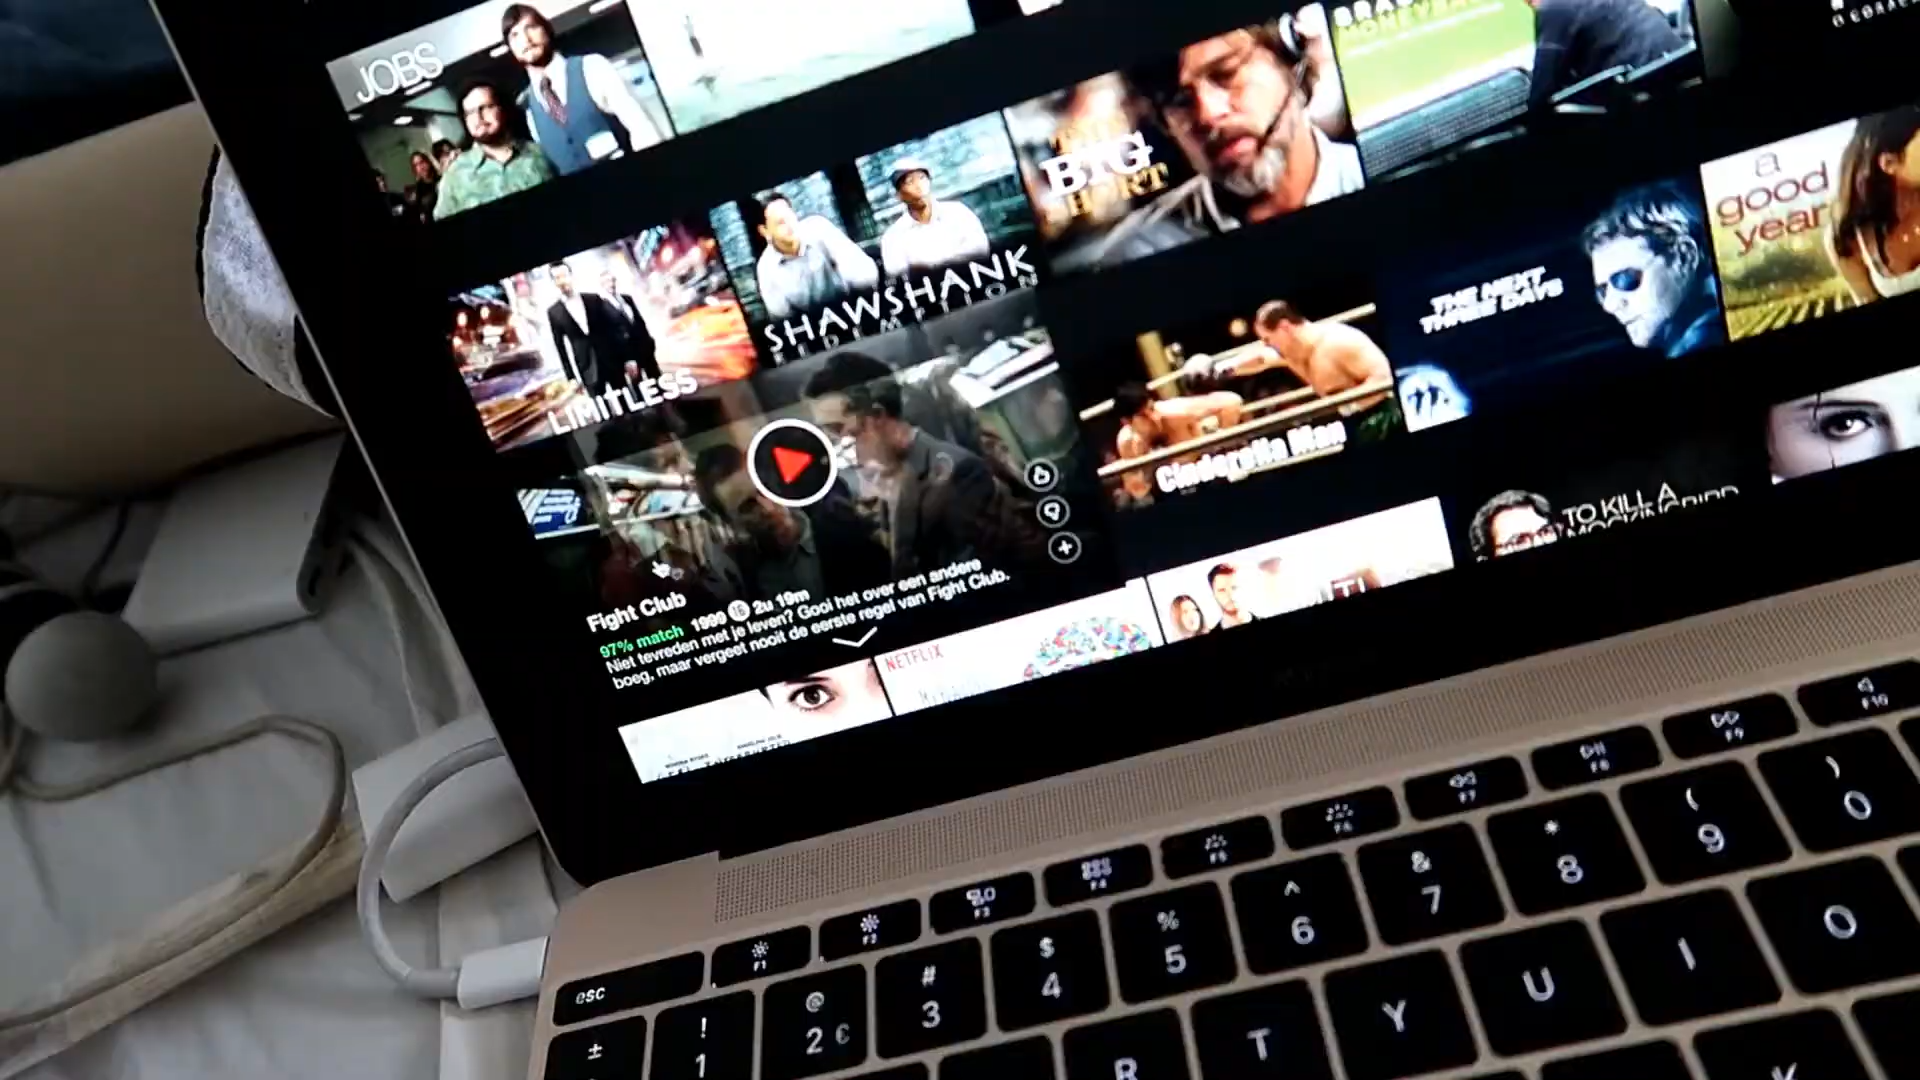 JOBS
BIG
SHORT
a
good
year
SHAWSHANK
REDEMPTION
THE NEXT
THREE DAYS
LIMITLESS
Cinderella Man
TO KILL A
MOCKINGBIRD
Fight Club
97% match 1999 16 2u 19m
Niet tevreden met je leven? Gooi het over een andere
boeg, maar vergeet nooit de eerste regel van Fight Club.
NETFLIX
esc
F1
F2
F3
F4
F5
F6
F7
F8
F9
F10
±
!
1
@
2 €
#
3
$
4
%
5
^
6
&
7
*
8
(
9
)
0
R
T
Y
U
I
O
K